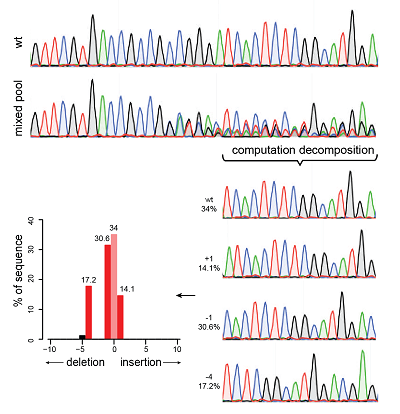 wt
mixed pool
computation decomposition
wt
34%
+1
14.1%
-1
30.6%
-4
17.2%
% of sequence
40
30
20
10
0
34
30.6
17.2
14.1
−10 −5 0 5 10
deletion insertion